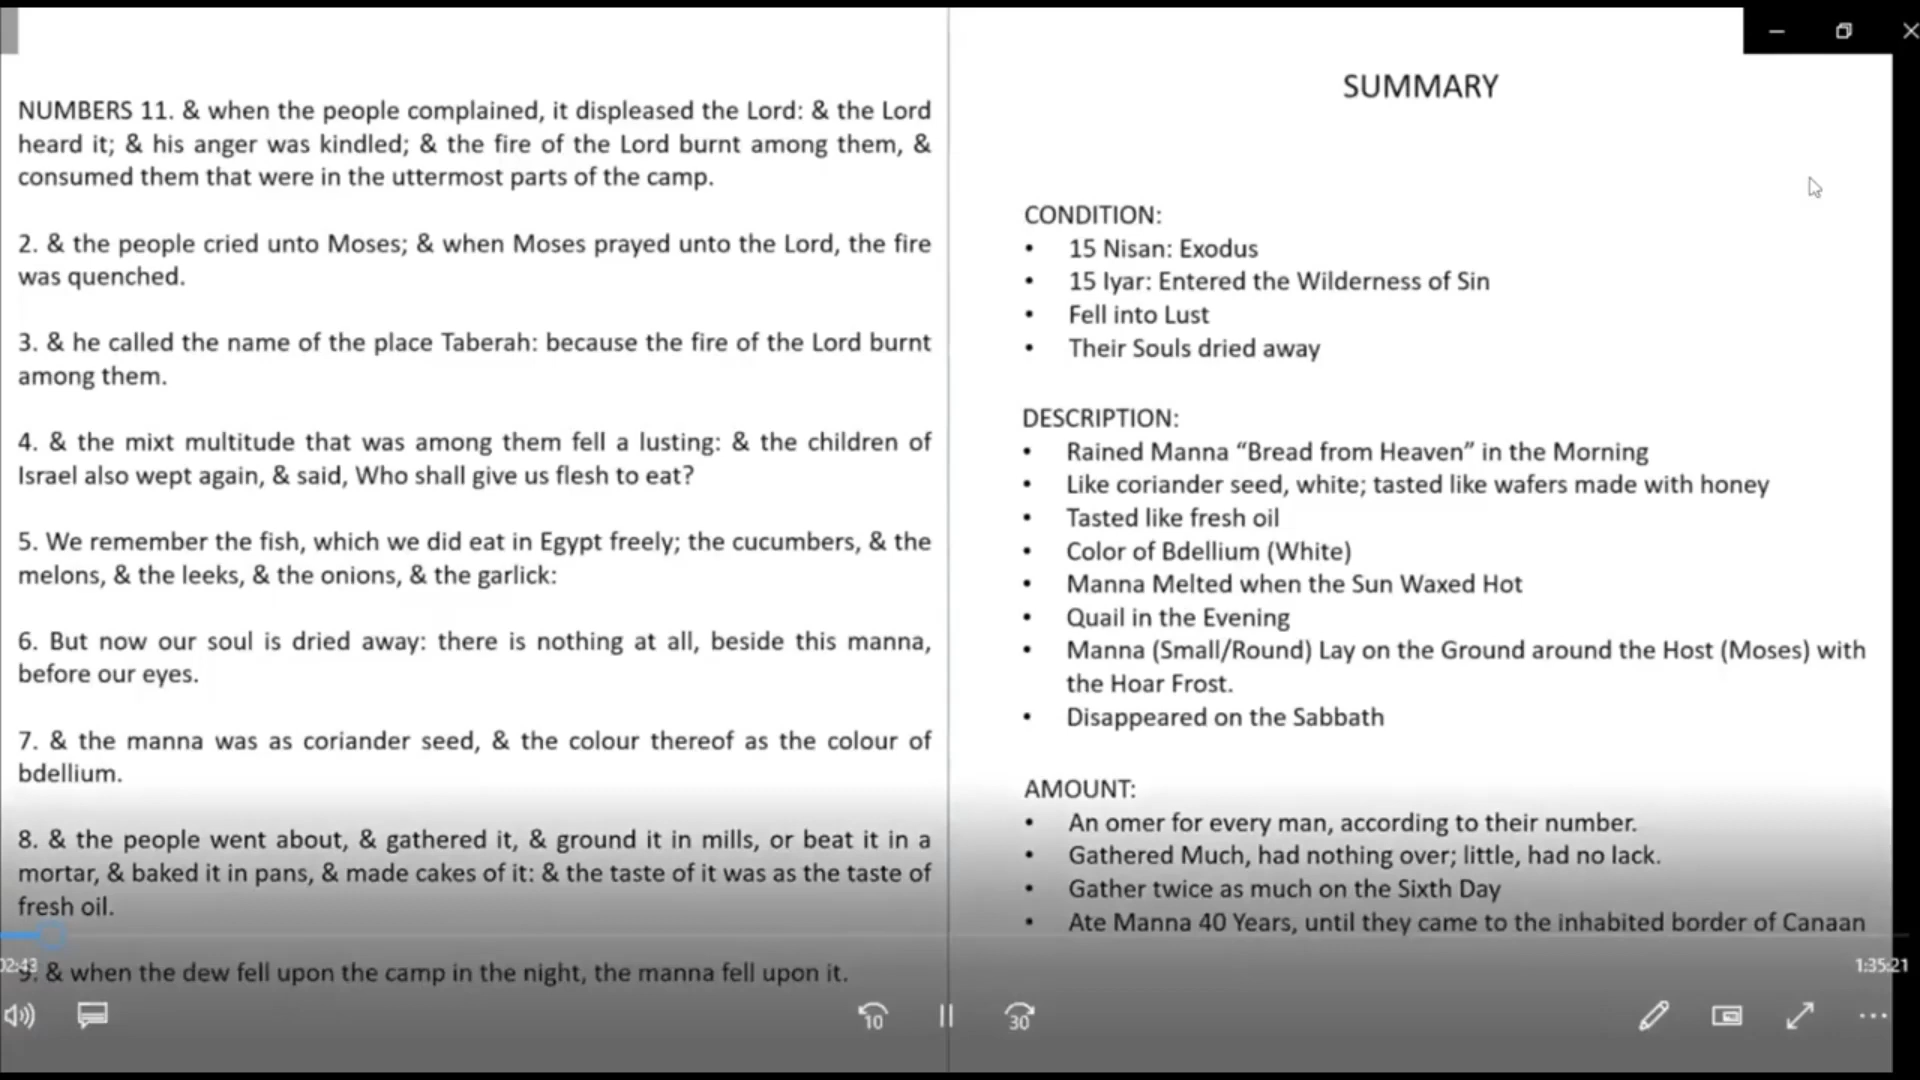 NUMBERS 11. & when the people complained, it displeased the Lord: & the Lord
heard it; & his anger was kindled; & the fire of the Lord burnt among them, &
consumed them that were in the uttermost parts of the camp.
2. & the people cried unto Moses; & when Moses prayed unto the Lord, the fire
was quenched.
3. & he called the name of the place Taberah: because the fire of the Lord burnt
among them.
4. & the mixt multitude that was among them fell a lusting: & the children of
Israel also wept again, & said, Who shall give us flesh to eat?
5. We remember the fish, which we did eat in Egypt freely; the cucumbers, & the
melons, & the leeks, & the onions, & the garlick:
6. But now our soul is dried away: there is nothing at all, beside this manna,
before our eyes.
7. & the manna was as coriander seed, & the colour thereof as the colour of
bdellium.
8. & the people went about, & gathered it, & ground it in mills, or beat it in a
mortar, & baked it in pans, & made cakes of it: & the taste of it was as the taste of
fresh oil.
9. & when the dew fell upon the camp in the night, the manna fell upon it.
SUMMARY
CONDITION:
• 15 Nisan: Exodus
• 15 Iyar: Entered the Wilderness of Sin
• Fell into Lust
• Their Souls dried away
DESCRIPTION:
• Rained Manna “Bread from Heaven” in the Morning
• Like coriander seed, white; tasted like wafers made with honey
• Tasted like fresh oil
• Color of Bdellium (White)
• Manna Melted when the Sun Waxed Hot
• Quail in the Evening
• Manna (Small/Round) Lay on the Ground around the Host (Moses) with
the Hoar Frost.
• Disappeared on the Sabbath
AMOUNT:
• An omer for every man, according to their number.
• Gathered Much, had nothing over; little, had no lack.
• Gather twice as much on the Sixth Day
• Ate Manna 40 Years, until they came to the inhabited border of Canaan
02:43
1:35:21
10
30